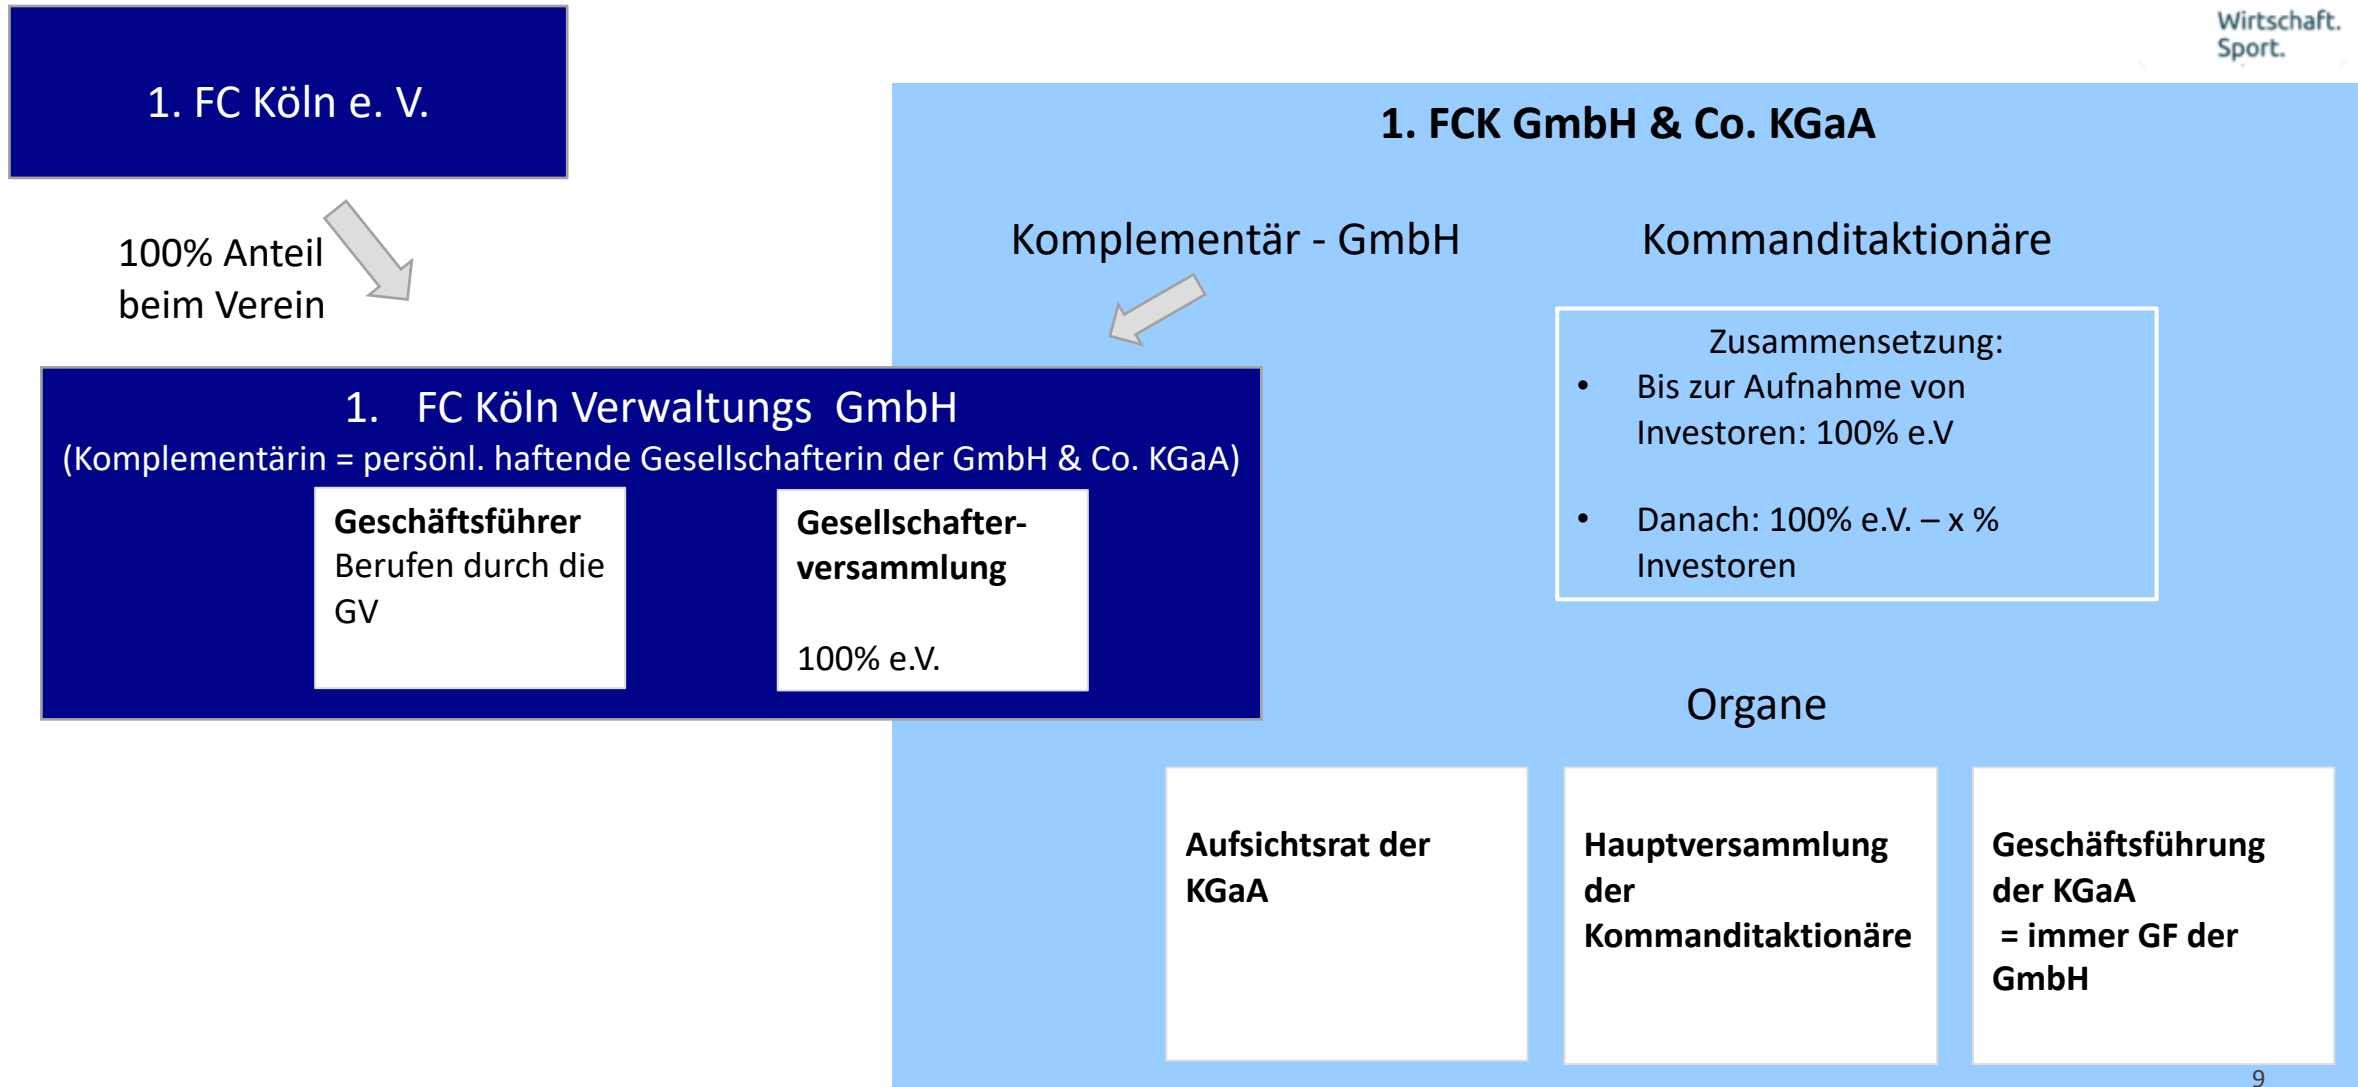 Wirtschaft.
Sport.
1. FC Köln e. V.
100% Anteil
beim Verein
1. FC Köln Verwaltungs GmbH
(Komplementärin = persönl. haftende Gesellschafterin der GmbH & Co. KGaA)
Geschäftsführer
Berufen durch die
GV
Gesellschafter-
versammlung
100% e.V.
1. FCK GmbH & Co. KGaA
Komplementär - GmbH
Kommanditaktionäre
Zusammensetzung:
• Bis zur Aufnahme von
Investoren: 100% e.V
• Danach: 100% e.V. – x %
Investoren
Organe
Aufsichtsrat der
KGaA
Hauptversammlung
der
Kommanditaktionäre
Geschäftsführung
der KGaA
= immer GF der
GmbH
9